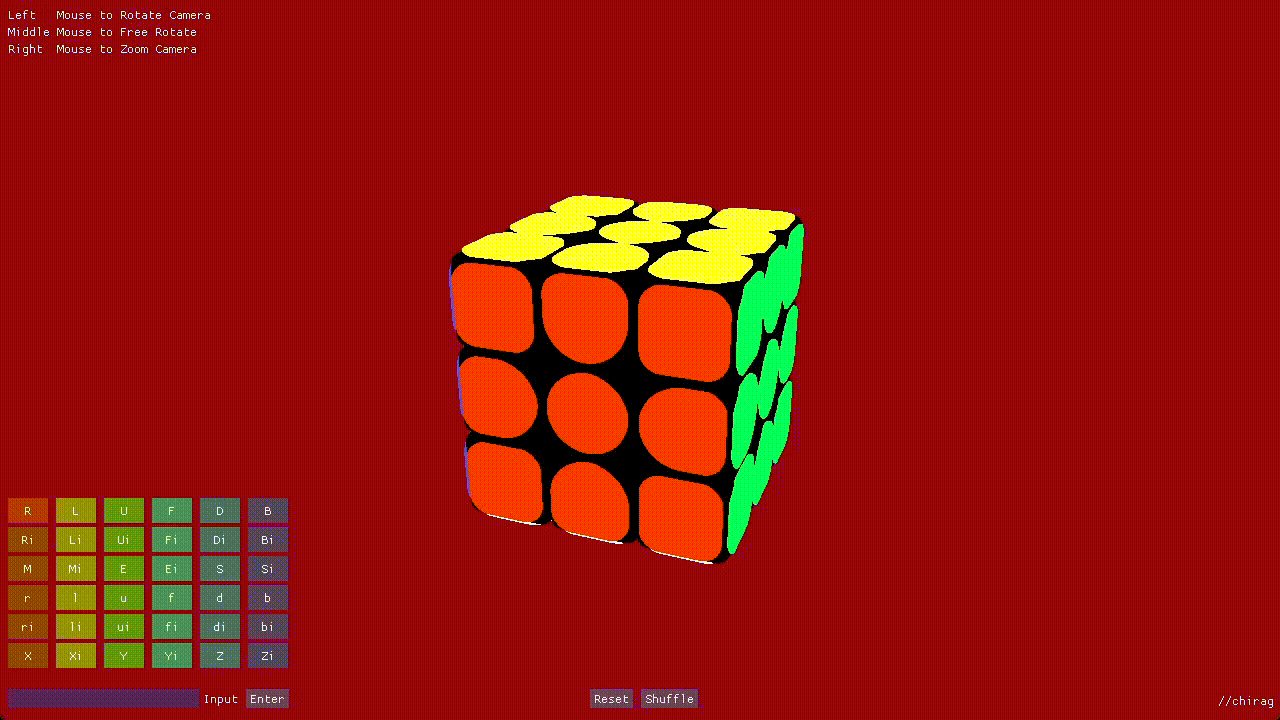 Left   Mouse to Rotate Camera
Middle Mouse to Free Rotate
Right  Mouse to Zoom Camera
R L U F D B
Ri Li Ui Fi Di Bi
M Mi E Ei S Si
r l u f d b
ri li ui fi di bi
X Xi Y Yi Z Zi
Input Enter Reset Shuffle //chirag